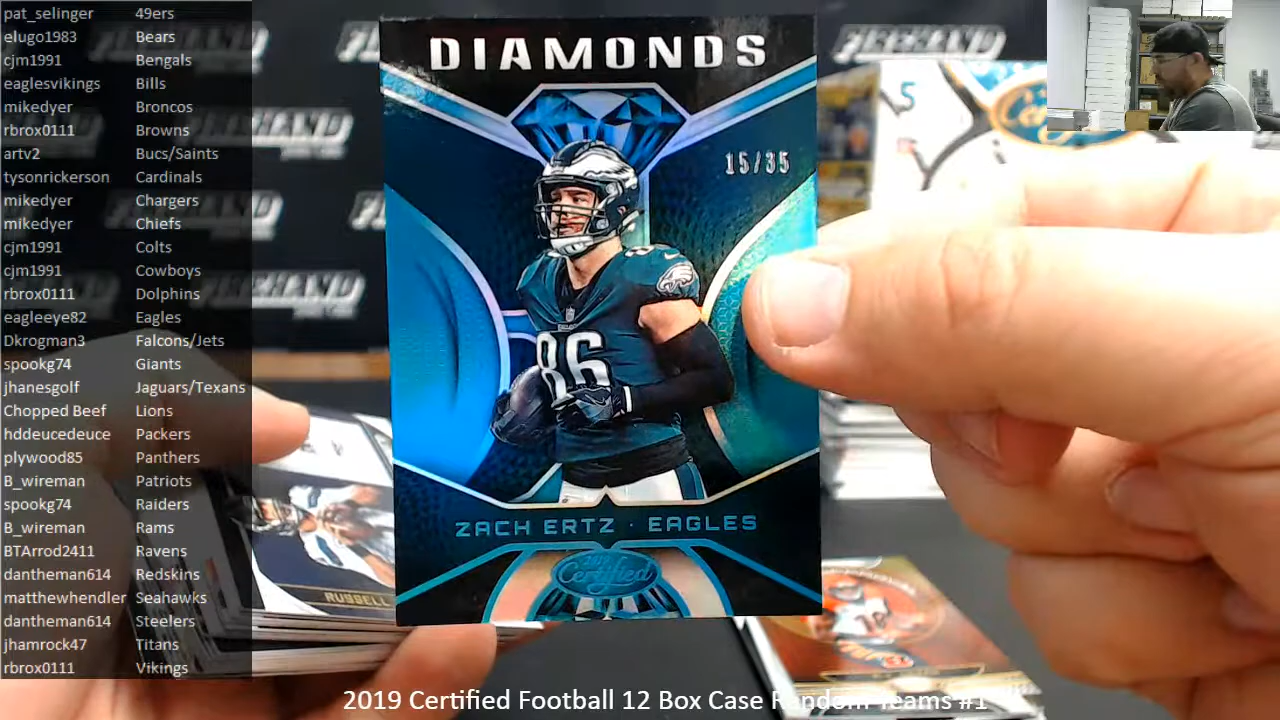 pat_selinger 49ers
elugo1983 Bears
cjm1991 Bengals
eaglesvikings Bills
mikedyer Broncos
rbrox0111 Browns
artv2 Bucs/Saints
tysonrickerson Cardinals
mikedyer Chargers
mikedyer Chiefs
cjm1991 Colts
cjm1991 Cowboys
rbrox0111 Dolphins
eagleeye82 Eagles
Dkrogman3 Falcons/Jets
spookg74 Giants
jhanesgolf Jaguars/Texans
Chopped Beef Lions
hddeucedeuce Packers
plywood85 Panthers
B_wireman Patriots
spookg74 Raiders
B_wireman Rams
BTArrod2411 Ravens
dantheman614 Redskins
matthewhendler Seahawks
dantheman614 Steelers
jhamrock47 Titans
rbrox0111 Vikings
DIAMONDS
15/35
86
ZACH ERTZ · EAGLES
2019
Certified
RUSSELL
5
2019 Certified Football 12 Box Case Random Teams #1